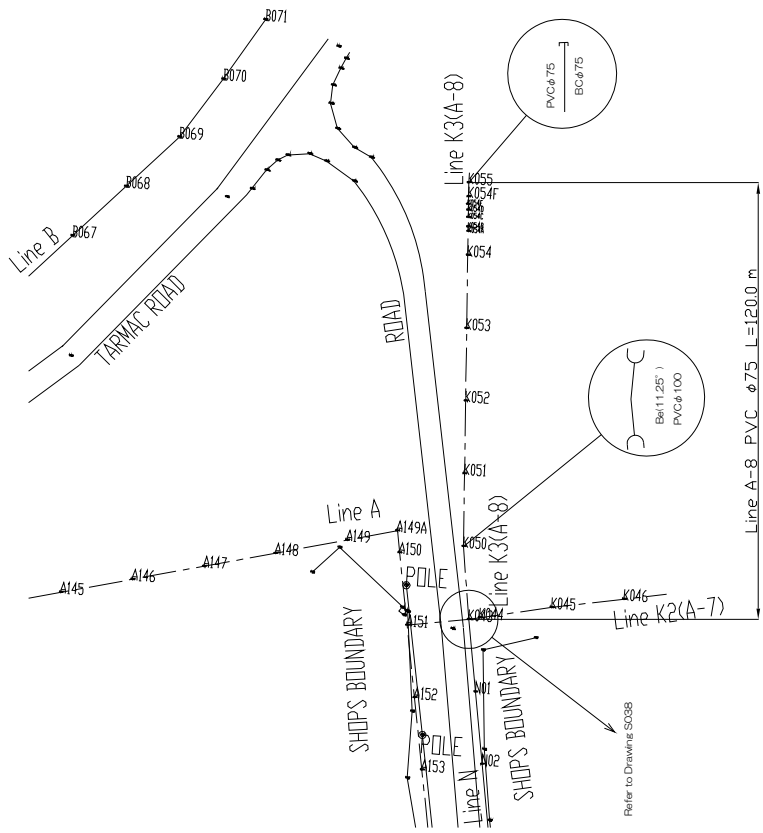 B071
B070
B069
B068
B067
Line B
TARMAC ROAD
ROAD
PVCφ75
BCφ75
Line K3(A-8)
K055
K054F
K054
K053
K052
K051
K050
Be(11.25°)
PVCφ100
Line A-8 PVC φ75 L=120.0 m
Line A
A149A
A149
A150
A148
A147
A146
A145
POLE
A151
SHOPS BOUNDARY
A152
POLE
A153
Line K3(A-8)
K045
K046
Line K2(A-7)
N01
SHOPS BOUNDARY
N02
Line N
Refer to Drawing S038